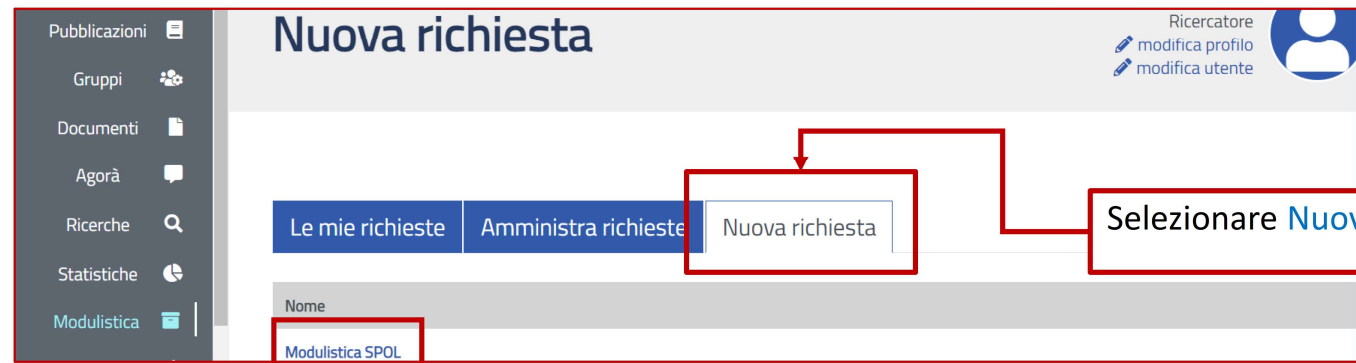 Pubblicazioni
Gruppi
Documenti
Agorà
Ricerche
Statistiche
Modulistica
Nuova richiesta
Ricercatore
modifica profilo
modifica utente
Le mie richieste
Amministra richieste
Nuova richiesta
Selezionare
Nome
Modulistica SPOL